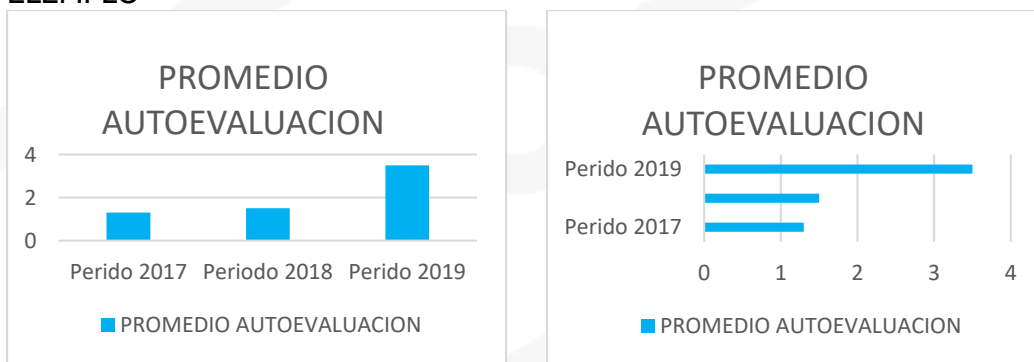 EJEMPLO
PROMEDIO
AUTOEVALUACION
4
2
0
Perido 2017 Periodo 2018 Perido 2019
PROMEDIO AUTOEVALUACION
PROMEDIO
AUTOEVALUACION
Perido 2019
Perido 2017
0 1 2 3 4
PROMEDIO AUTOEVALUACION